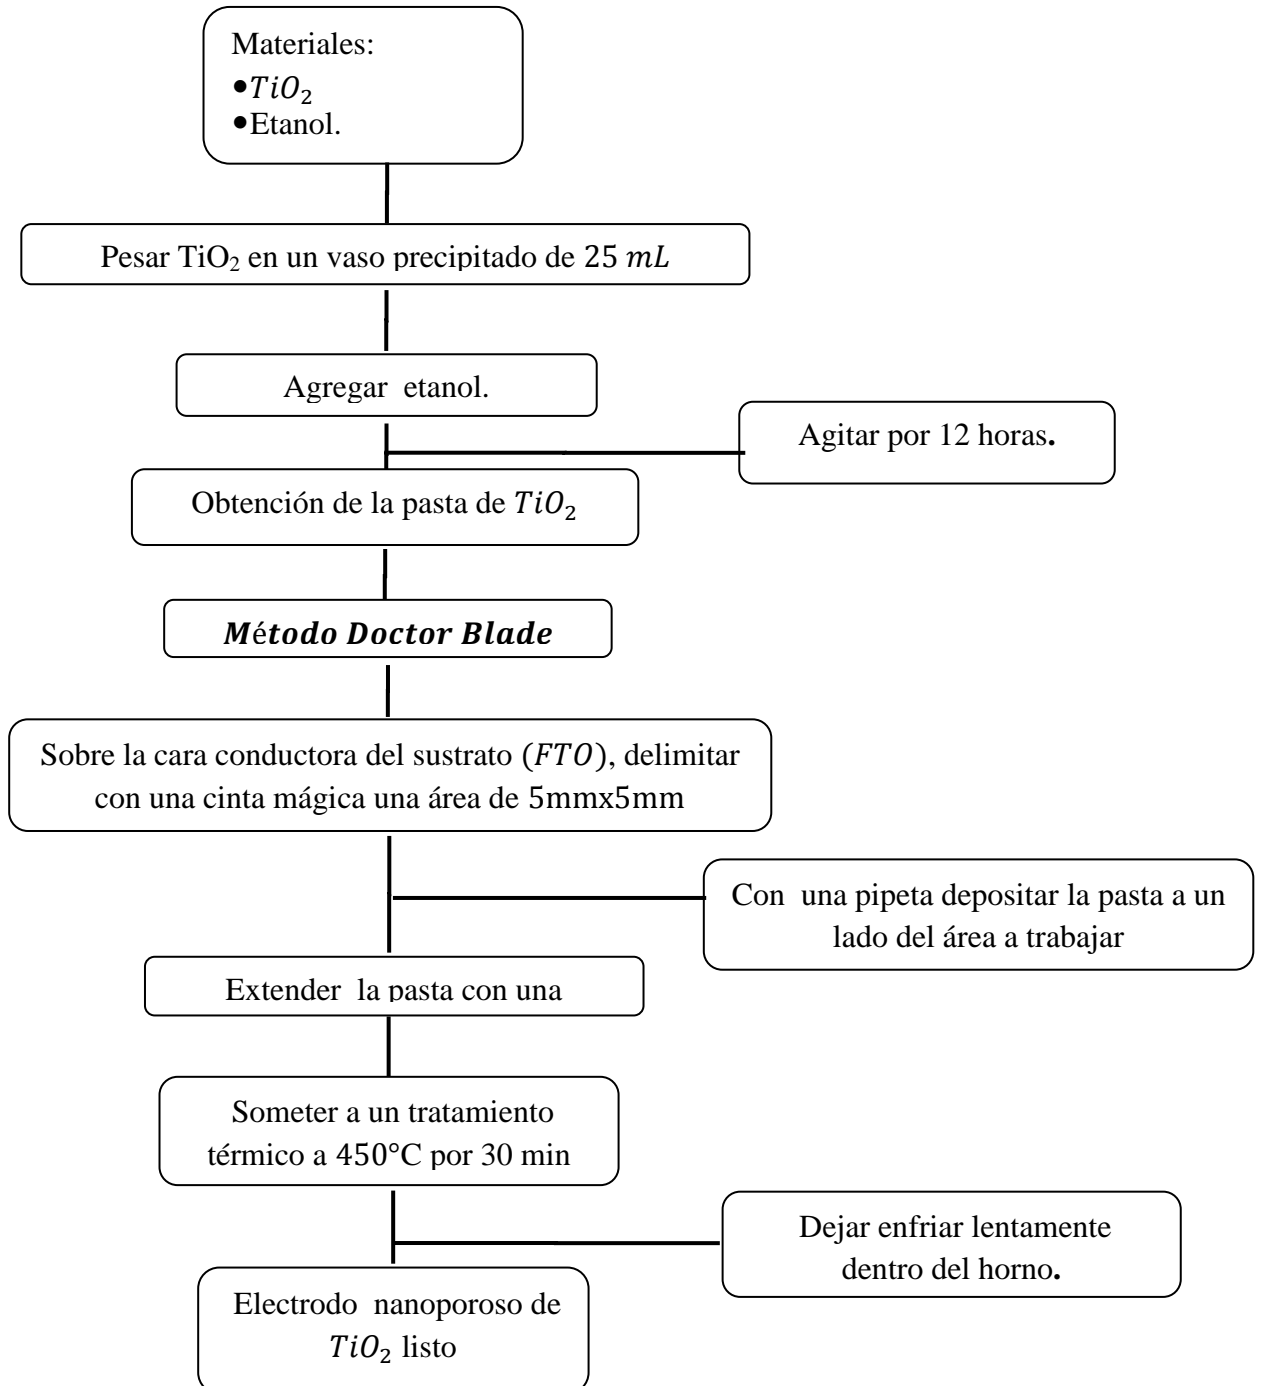 Materiales:
●TiO₂
●Etanol.
Pesar TiO₂ en un vaso precipitado de 25 mL
Agregar etanol.
Agitar por 12 horas.
Obtención de la pasta de TiO₂
Método Doctor Blade
Sobre la cara conductora del sustrato (FTO), delimitar
con una cinta mágica una área de 5mmx5mm
Con una pipeta depositar la pasta a un
lado del área a trabajar
Extender la pasta con una
Someter a un tratamiento
térmico a 450°C por 30 min
Dejar enfriar lentamente
dentro del horno.
Electrodo nanoporoso de
TiO₂ listo